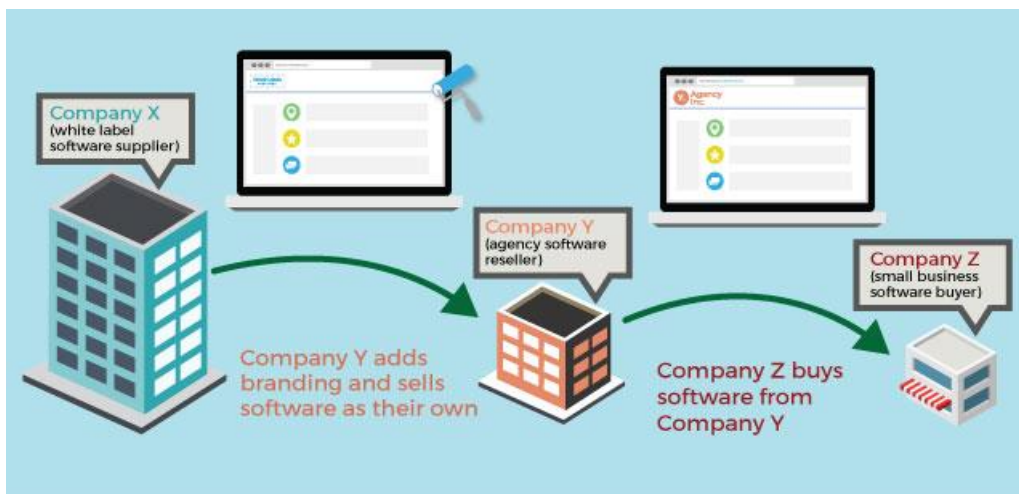 Company X
(white label
software supplier)
Y
Agency
Inc.
Company Y
(agency software
reseller)
Company Z
(small business
software buyer)
Company Y adds
branding and sells
software as their own
Company Z buys
software from
Company Y